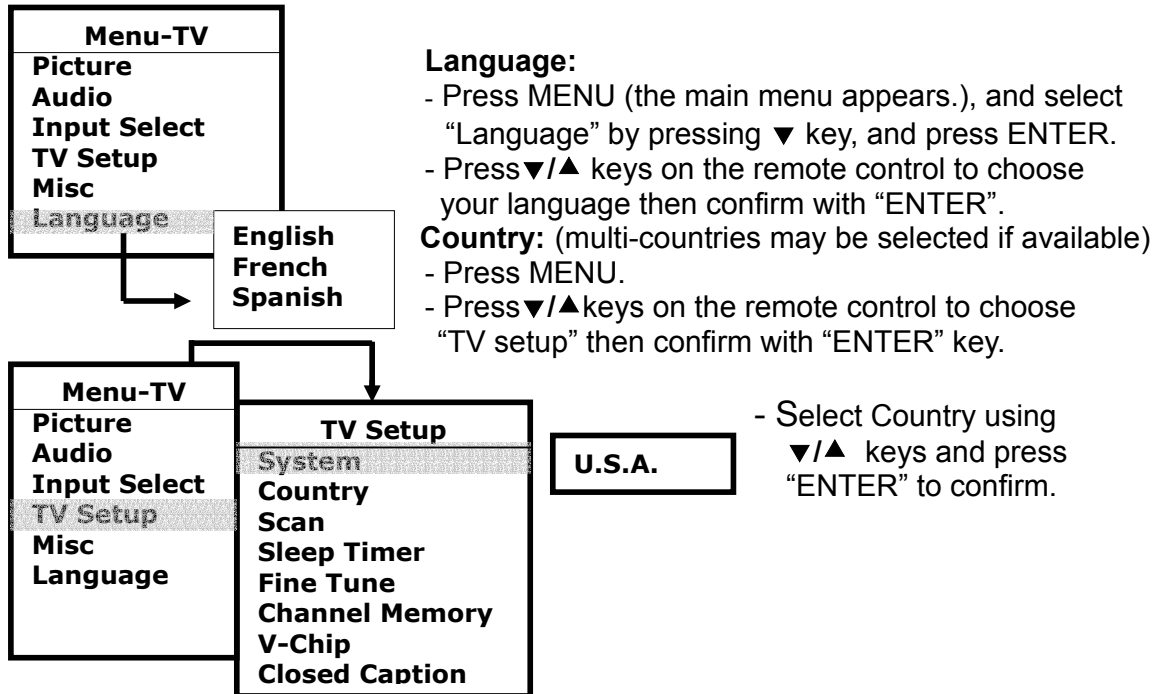 Menu-TV
Picture
Audio
Input Select
TV Setup
Misc
Language
English
French
Spanish
Language:
- Press MENU (the main menu appears.), and select
“Language” by pressing ▼ key, and press ENTER.
- Press▼/▲ keys on the remote control to choose
your language then confirm with “ENTER”.
Country: (multi-countries may be selected if available)
- Press MENU.
- Press▼/▲keys on the remote control to choose
“TV setup” then confirm with “ENTER” key.
Menu-TV
Picture
Audio
Input Select
TV Setup
Misc
Language
TV Setup
System
Country
Scan
Sleep Timer
Fine Tune
Channel Memory
V-Chip
Closed Caption
U.S.A.
- Select Country using
▼/▲ keys and press
“ENTER” to confirm.